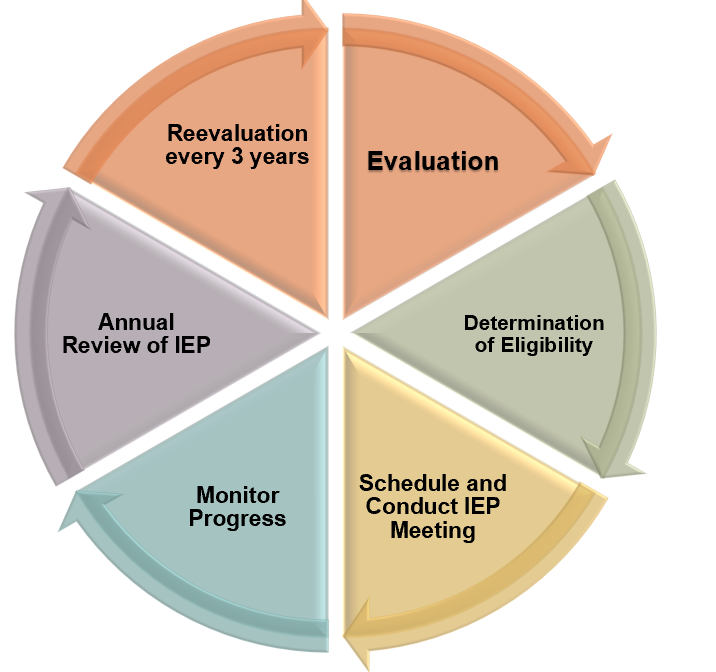 Reevaluation
every 3 years
Evaluation
Determination
of Eligibility
Schedule and
Conduct IEP
Meeting
Monitor
Progress
Annual
Review of IEP